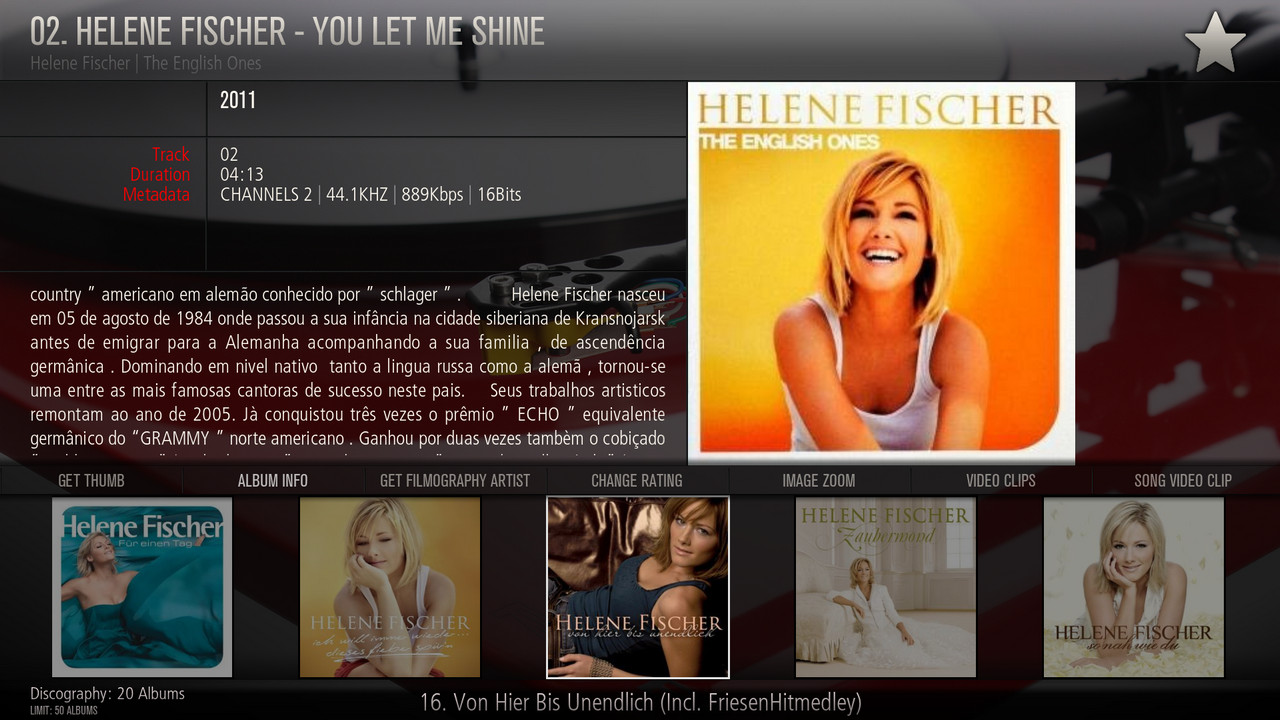 02. HELENE FISCHER - YOU LET ME SHINE
Helene Fischer | The English Ones
2011
Track 02
Duration 04:13
Metadata CHANNELS 2 | 44.1KHZ | 889Kbps | 16Bits
HELENE FISCHER
THE ENGLISH ONES
country ” americano em alemão conhecido por ” schlager ” . Helene Fischer nasceu
em 05 de agosto de 1984 onde passou a sua infância na cidade siberiana de Kransnojarsk
antes de emigrar para a Alemanha acompanhando a sua familia , de ascendência
germânica . Dominando em nivel nativo tanto a lingua russa como a alemã , tornou-se
uma entre as mais famosas cantoras de sucesso neste pais. Seus trabalhos artisticos
remontam ao ano de 2005. Jà conquistou três vezes o prêmio ” ECHO ” equivalente
germânico do “GRAMMY ” norte americano . Ganhou por duas vezes tambèm o cobiçado
GET THUMB
ALBUM INFO
GET FILMOGRAPHY ARTIST
CHANGE RATING
IMAGE ZOOM
VIDEO CLIPS
SONG VIDEO CLIP
Helene Fischer
Für einen Tag
HELENE FISCHER
HELENE FISCHER
von hier bis unendlich
HELENE FISCHER
Zaubermond
HELENE FISCHER
so nah wie du
Discography: 20 Albums
LIMIT: 50 ALBUMS
16. Von Hier Bis Unendlich (Incl. FriesenHitmedley)